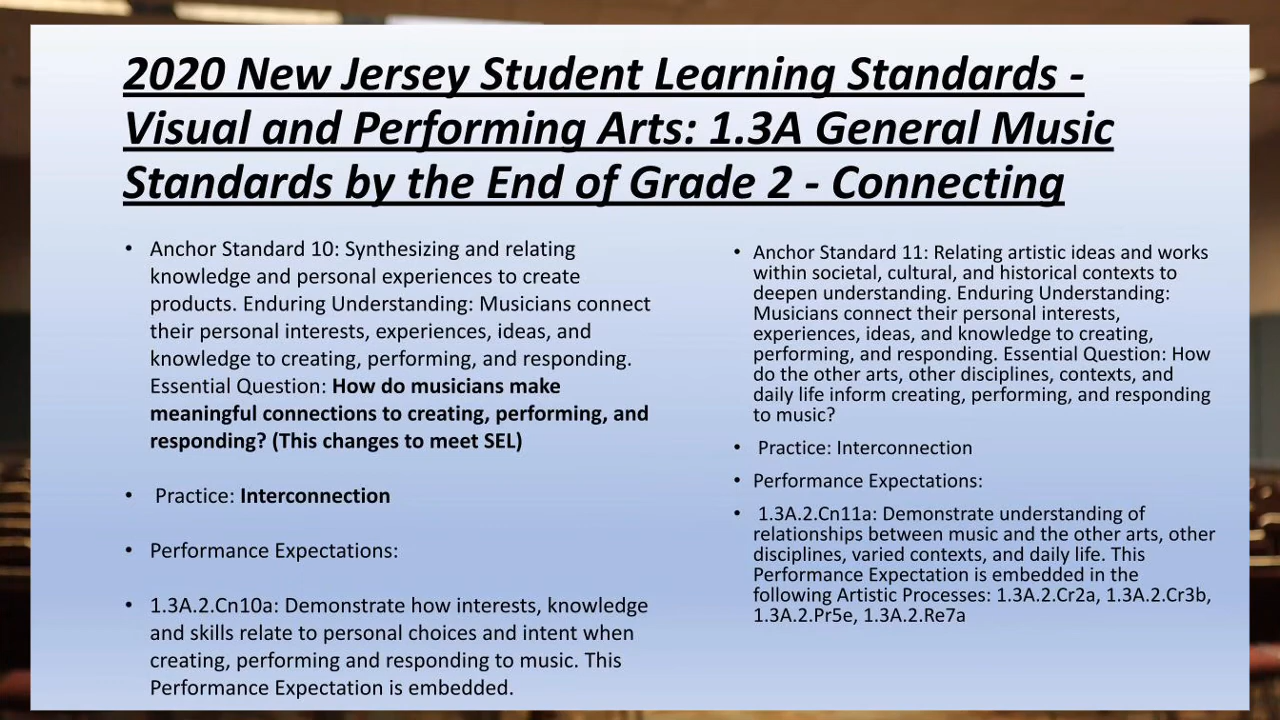 2020 New Jersey Student Learning Standards -
Visual and Performing Arts: 1.3A General Music
Standards by the End of Grade 2 - Connecting
• Anchor Standard 10: Synthesizing and relating
knowledge and personal experiences to create
products. Enduring Understanding: Musicians connect
their personal interests, experiences, ideas, and
knowledge to creating, performing, and responding.
Essential Question: How do musicians make
meaningful connections to creating, performing, and
responding? (This changes to meet SEL)
• Practice: Interconnection
• Performance Expectations:
• 1.3A.2.Cn10a: Demonstrate how interests, knowledge
and skills relate to personal choices and intent when
creating, performing and responding to music. This
Performance Expectation is embedded.
• Anchor Standard 11: Relating artistic ideas and works
within societal, cultural, and historical contexts to
deepen understanding. Enduring Understanding:
Musicians connect their personal interests,
experiences, ideas, and knowledge to creating,
performing, and responding. Essential Question: How
do the other arts, other disciplines, contexts, and
daily life inform creating, performing, and responding
to music?
• Practice: Interconnection
• Performance Expectations:
• 1.3A.2.Cn11a: Demonstrate understanding of
relationships between music and the other arts, other
disciplines, varied contexts, and daily life. This
Performance Expectation is embedded in the
following Artistic Processes: 1.3A.2.Cr2a, 1.3A.2.Cr3b,
1.3A.2.Pr5e, 1.3A.2.Re7a